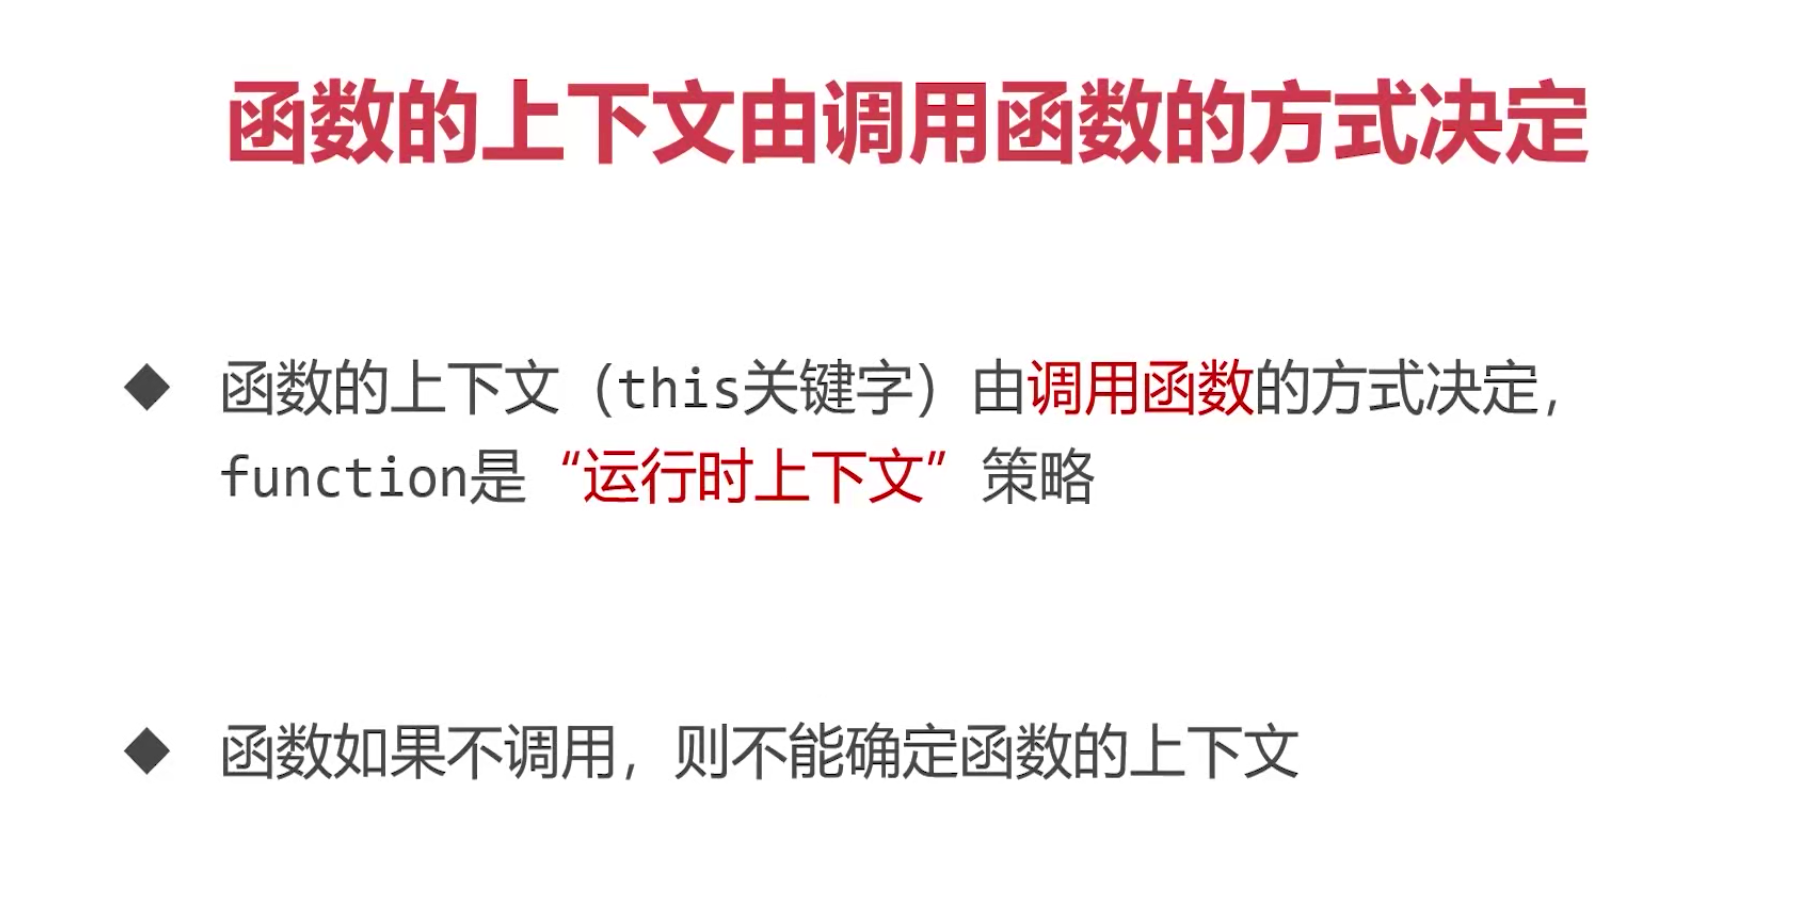 函数的上下文由调用函数的方式决定
函数的上下文（this关键字）由调用函数的方式决定，
function是“运行时上下文”策略
函数如果不调用，则不能确定函数的上下文